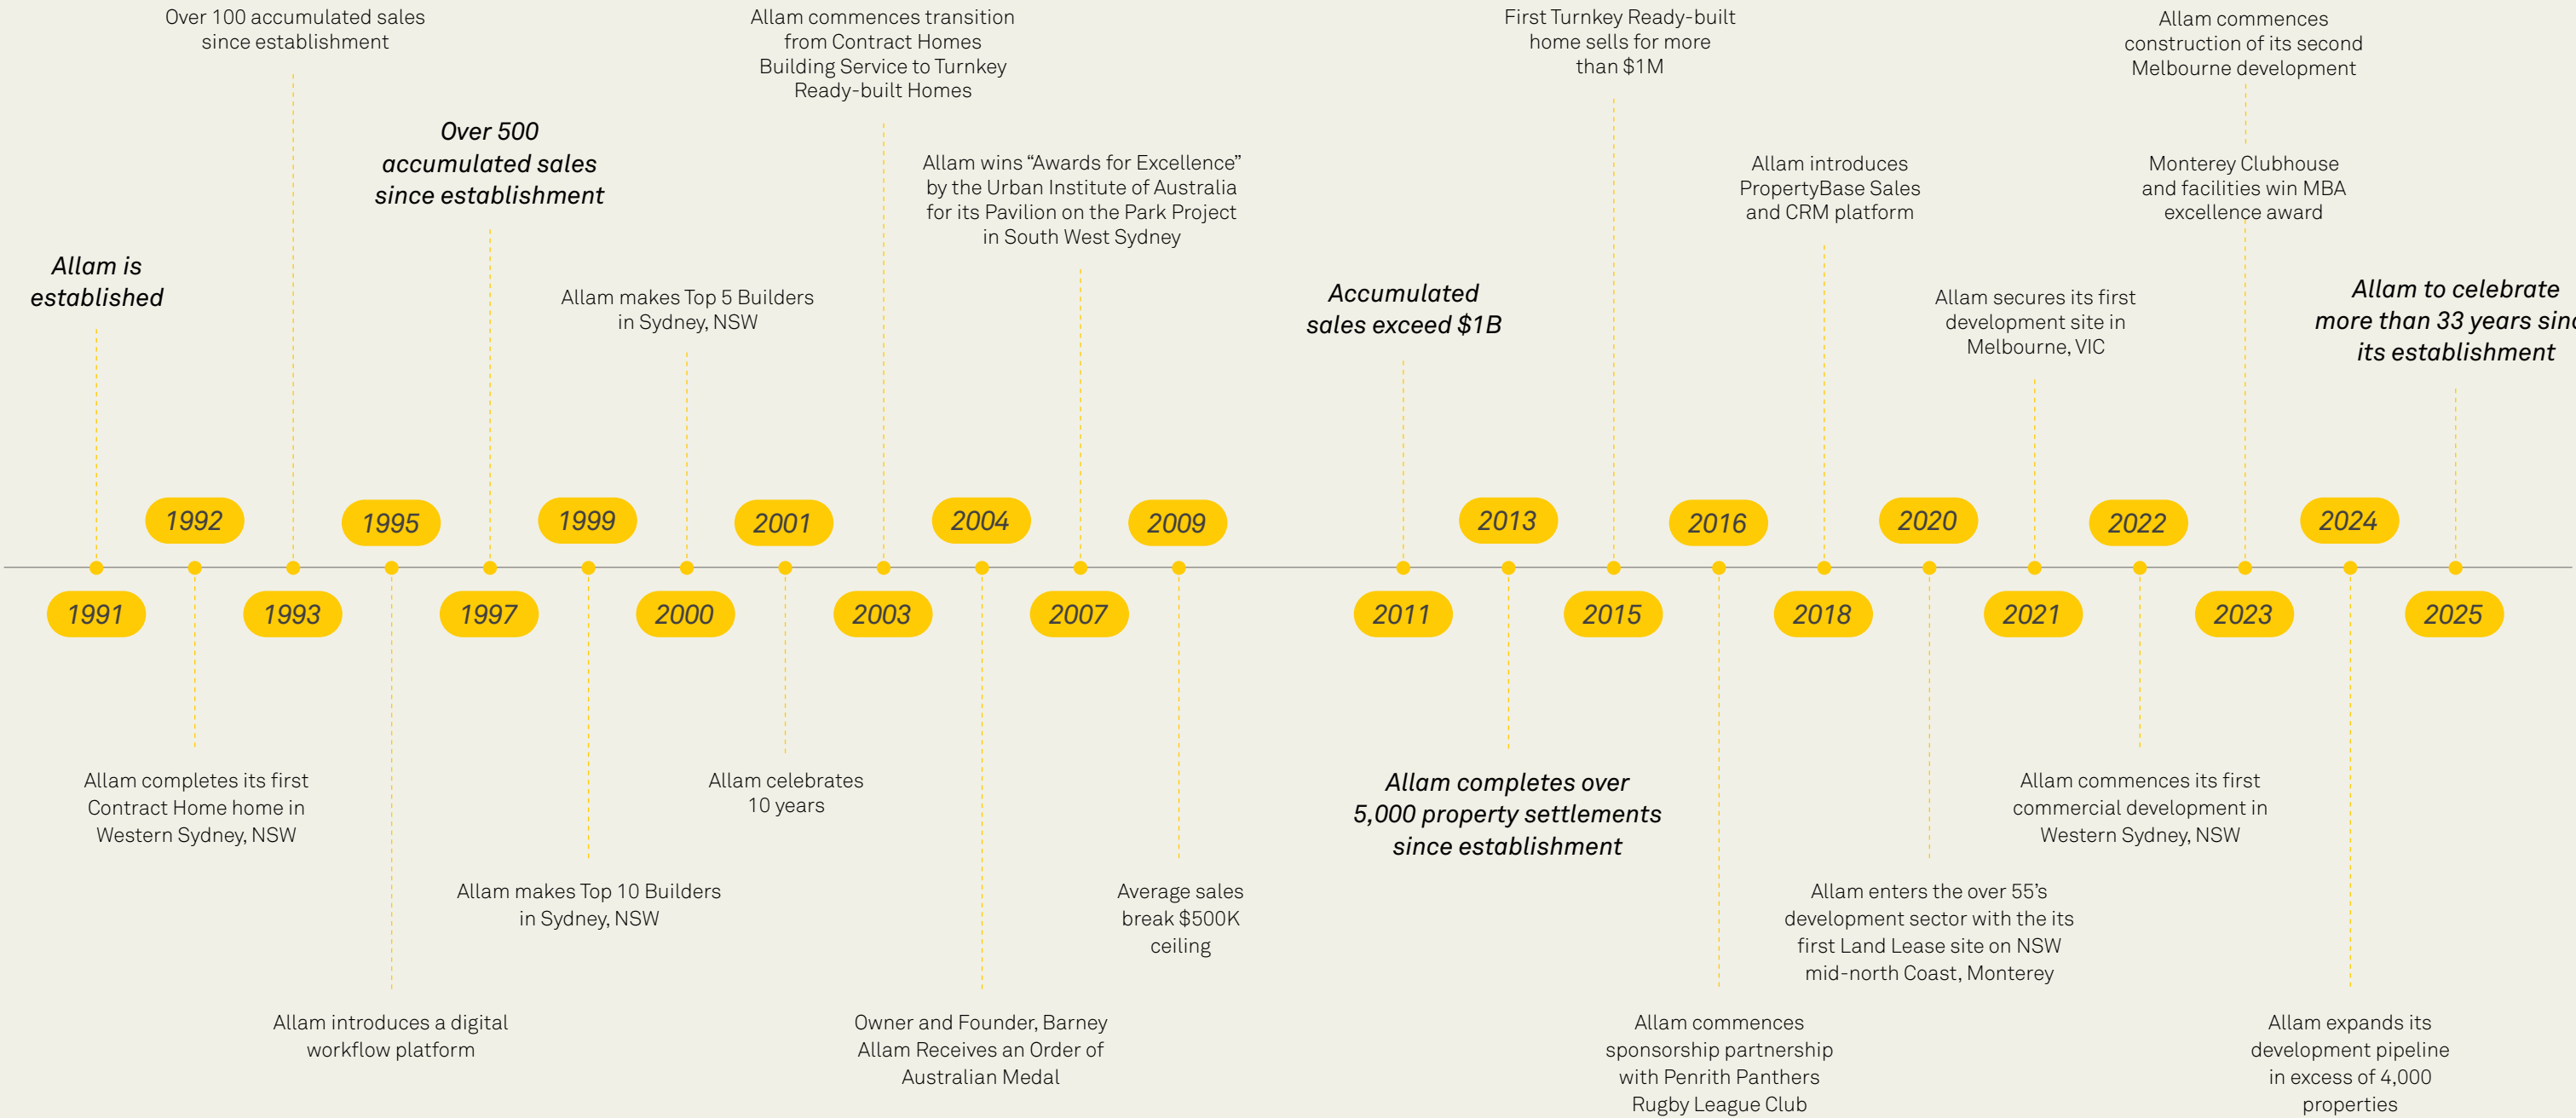 Over 100 accumulated sales
since establishment
Allam commences transition
from Contract Homes
Building Service to Turnkey
Ready-built Homes
First Turnkey Ready-built
home sells for more
than $1M
Allam commences
construction of its second
Melbourne development
Over 500
accumulated sales
since establishment
Allam wins “Awards for Excellence”
by the Urban Institute of Australia
for its Pavilion on the Park Project
in South West Sydney
Allam introduces
PropertyBase Sales
and CRM platform
Monterey Clubhouse
and facilities win MBA
excellence award
Allam is
established
Allam makes Top 5 Builders
in Sydney, NSW
Accumulated
sales exceed $1B
Allam secures its first
development site in
Melbourne, VIC
Allam to celebrate
more than 33 years sinc
its establishment
1992
1995
1999
2001
2004
2009
2013
2016
2020
2022
2024
1991
1993
1997
2000
2003
2007
2011
2015
2018
2021
2023
2025
Allam completes its first
Contract Home home in
Western Sydney, NSW
Allam celebrates
10 years
Allam completes over
5,000 property settlements
since establishment
Allam commences its first
commercial development in
Western Sydney, NSW
Allam makes Top 10 Builders
in Sydney, NSW
Average sales
break $500K
ceiling
Allam enters the over 55’s
development sector with the its
first Land Lease site on NSW
mid-north Coast, Monterey
Allam introduces a digital
workflow platform
Owner and Founder, Barney
Allam Receives an Order of
Australian Medal
Allam commences
sponsorship partnership
with Penrith Panthers
Rugby League Club
Allam expands its
development pipeline
in excess of 4,000
properties